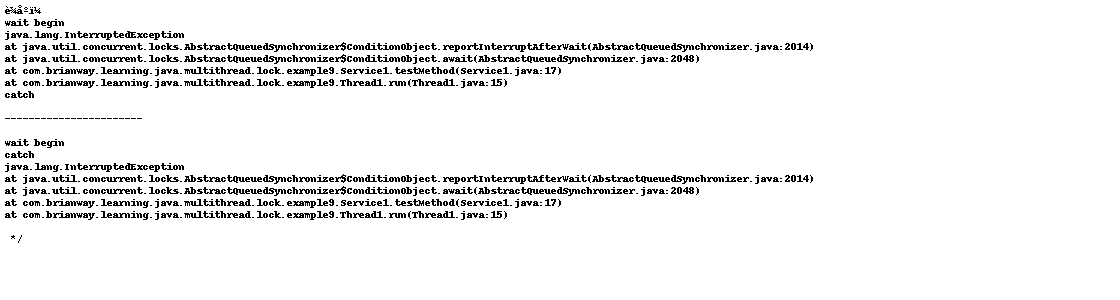 è¾åºï¼
wait begin
java.lang.InterruptedException
at java.util.concurrent.locks.AbstractQueuedSynchronizer$ConditionObject.reportInterruptAfterWait(AbstractQueuedSynchronizer.java:2014)
at java.util.concurrent.locks.AbstractQueuedSynchronizer$ConditionObject.await(AbstractQueuedSynchronizer.java:2048)
at com.brianway.learning.java.multithread.lock.example9.Service1.testMethod(Service1.java:17)
at com.brianway.learning.java.multithread.lock.example9.Thread1.run(Thread1.java:15)
catch
-----------------------
wait begin
catch
java.lang.InterruptedException
at java.util.concurrent.locks.AbstractQueuedSynchronizer$ConditionObject.reportInterruptAfterWait(AbstractQueuedSynchronizer.java:2014)
at java.util.concurrent.locks.AbstractQueuedSynchronizer$ConditionObject.await(AbstractQueuedSynchronizer.java:2048)
at com.brianway.learning.java.multithread.lock.example9.Service1.testMethod(Service1.java:17)
at com.brianway.learning.java.multithread.lock.example9.Thread1.run(Thread1.java:15)
*/